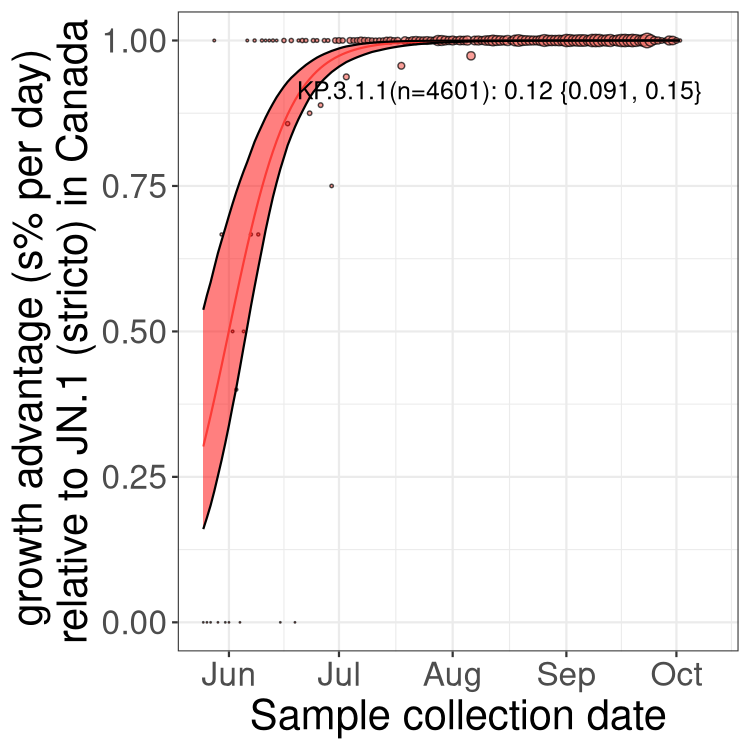 growth advantage (s% per day)
relative to JN.1 (stricto) in Canada
1.00
0.75
0.50
0.25
0.00
KP.3.1.1(n=4601): 0.12 {0.091, 0.15}
Jun Jul Aug Sep Oct
Sample collection date